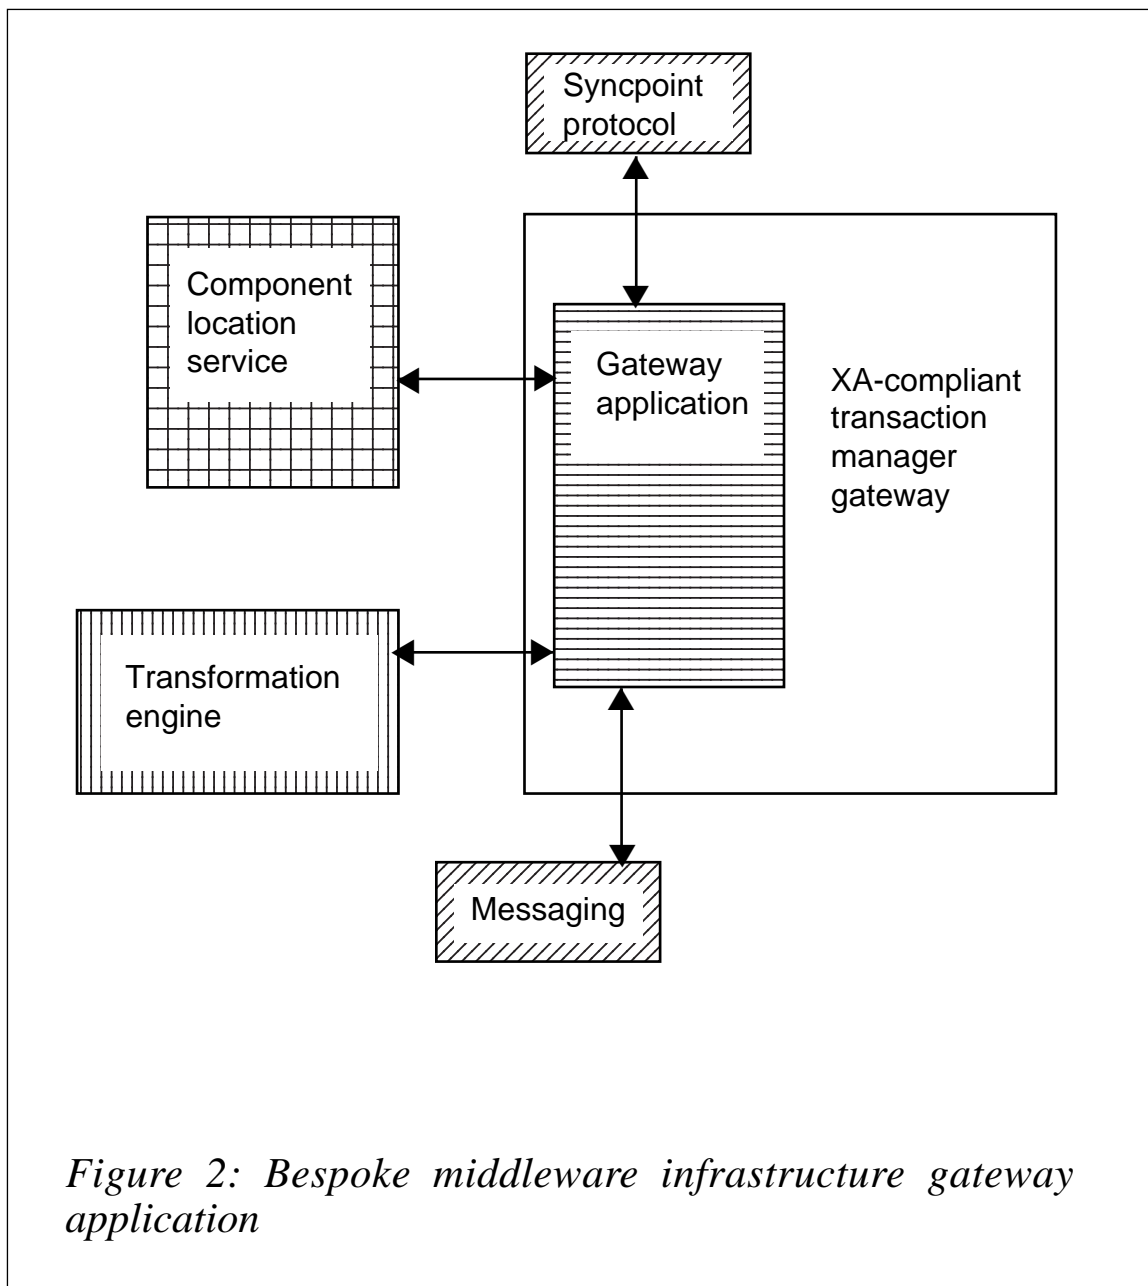 Syncpoint
protocol
Component
location
service
Gateway
application
XA-compliant
transaction
manager
gateway
Transformation
engine
Messaging
Figure 2: Bespoke middleware infrastructure gateway
application